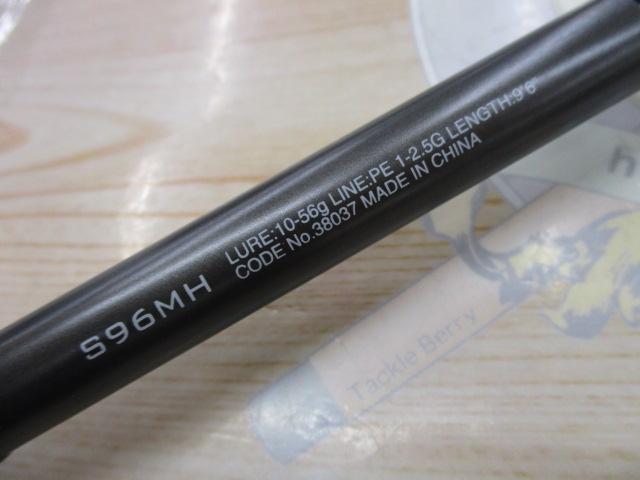 S96MH
LURE:10-56g LINE:PE 1-2.5G LENGTH:9'6"
CODE No.38037 MADE IN CHINA
Tackle Berry
h